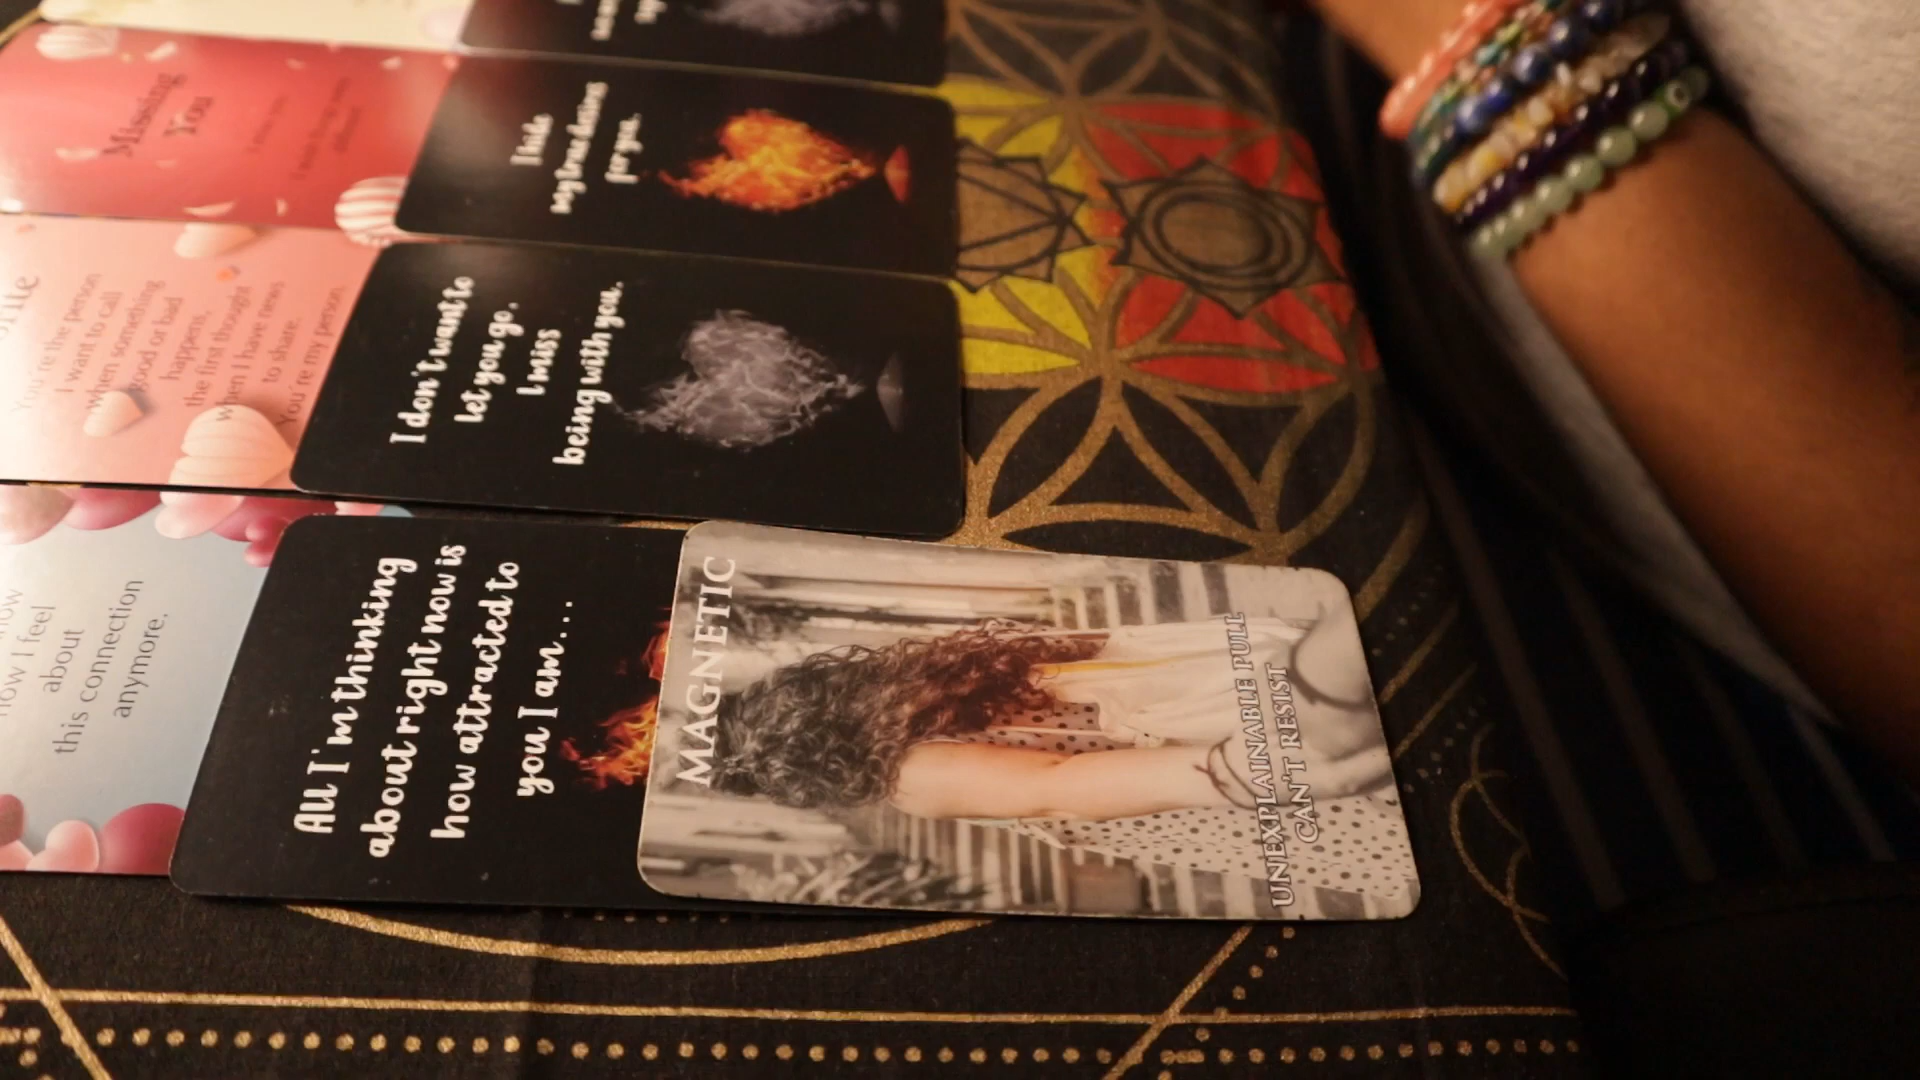 Missing
You
I hide
my true desires
for you.
You're the person
I want to call
when something
good or bad
happens,
the first thought
when I have news
to share.
You're my person.
I don't want to
let you go,
I miss
being with you.
how I feel
about
this connection
anymore.
All I'm thinking
about right now is
how attracted to
you I am...
MAGNETIC
UNEXPLAINABLE PULL
CAN'T RESIST